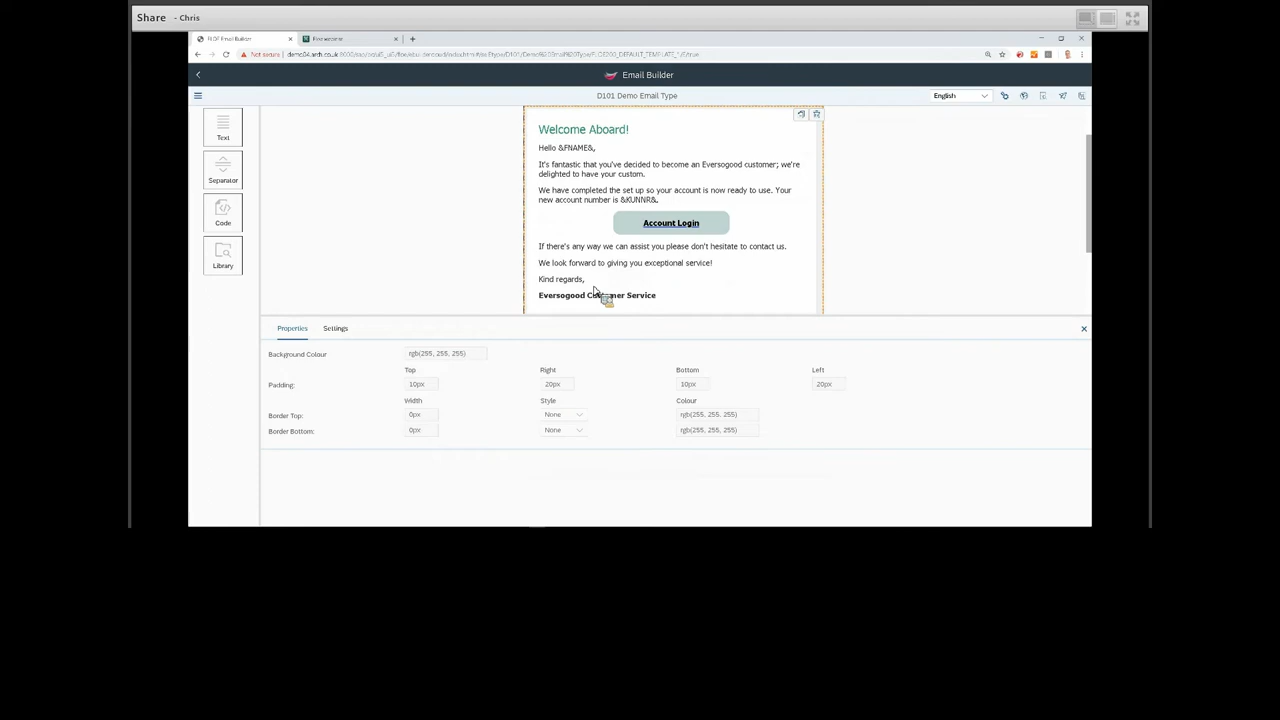 Share - Chris
FLDF Email Builder
Not secure
Email Builder
D101 Demo Email Type
English
Text
Separator
Code
Library
Welcome Aboard!
Hello &FNAME&,
It's fantastic that you've decided to become an Eversogood customer; we're
delighted to have your custom.
We have completed the set up so your account is now ready to use. Your
new account number is &KUNNR&.
Account Login
If there's any way we can assist you please don't hesitate to contact us.
We look forward to giving you exceptional service!
Kind regards,
Eversogood Customer Service
Properties Settings
Background Colour rgb(255, 255, 255)
Top Right Bottom Left
Padding: 10px 20px 10px 20px
Width Style Colour
Border Top: 0px None rgb(255, 255, 255)
Border Bottom: 0px None rgb(255, 255, 255)